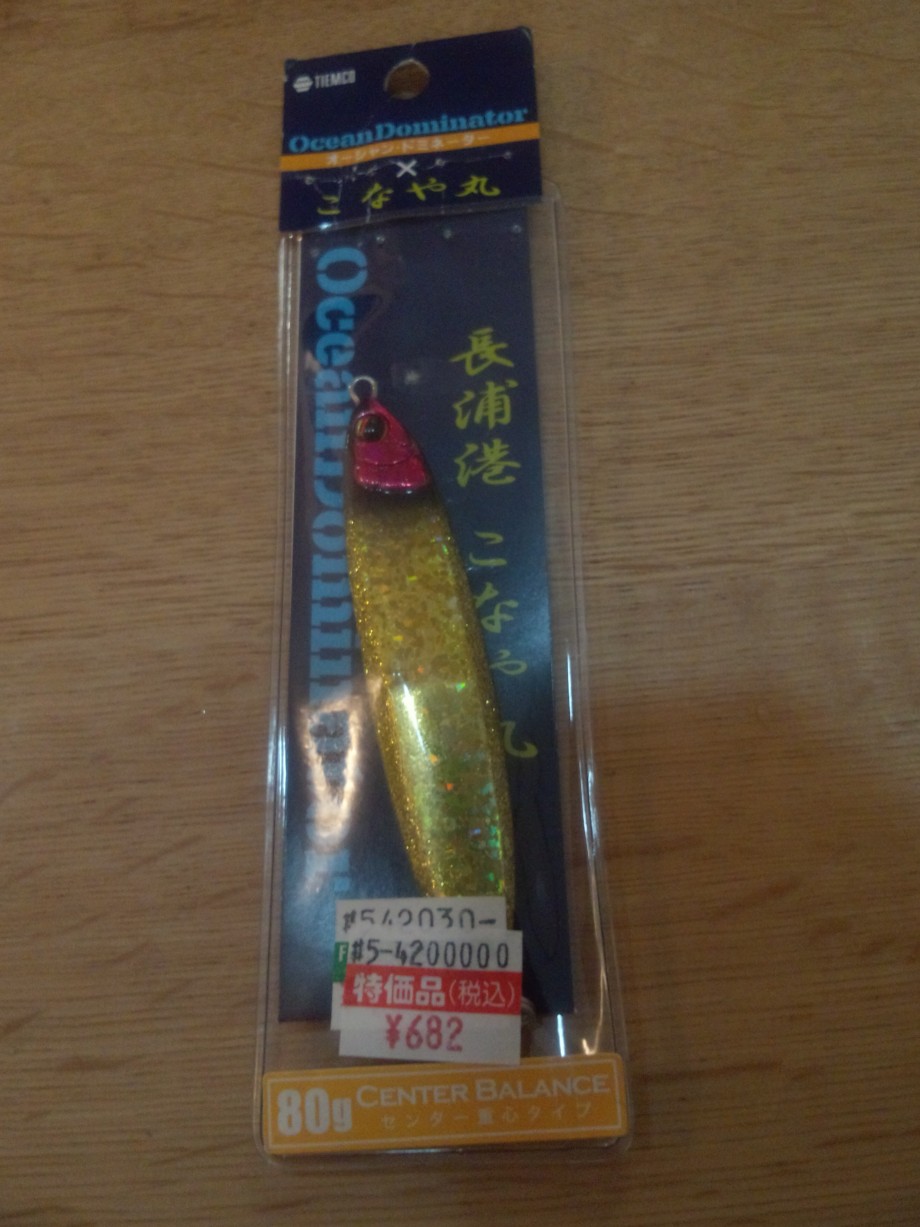 TIEMCO
OceanDominator
オーシャン・ドミネーター
×
こなや丸
長浦港 こなや丸
#542030-
#5-4200000
特価品(税込)
¥682
80g CENTER BALANCE
センター重心タイプ